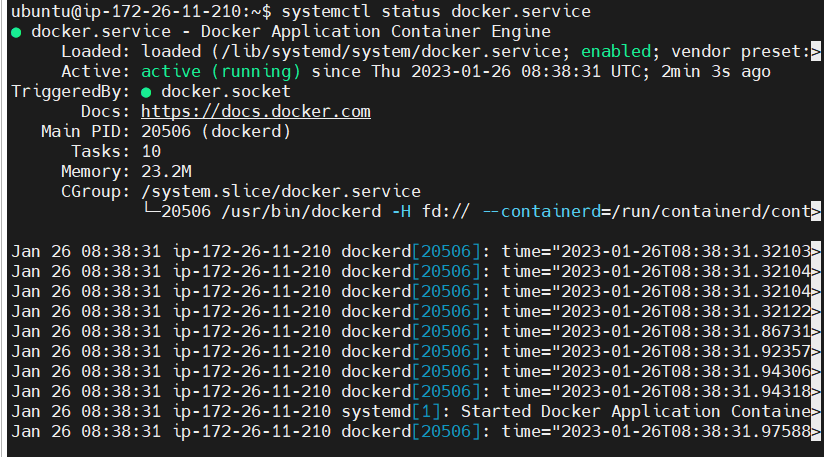 ubuntu@ip-172-26-11-210:~$ systemctl status docker.service
● docker.service - Docker Application Container Engine
Loaded: loaded (/lib/systemd/system/docker.service; enabled; vendor preset:>
Active: active (running) since Thu 2023-01-26 08:38:31 UTC; 2min 3s ago
TriggeredBy: ● docker.socket
Docs: https://docs.docker.com
Main PID: 20506 (dockerd)
Tasks: 10
Memory: 23.2M
CGroup: /system.slice/docker.service
└─20506 /usr/bin/dockerd -H fd:// --containerd=/run/containerd/cont>
Jan 26 08:38:31 ip-172-26-11-210 dockerd[20506]: time="2023-01-26T08:38:31.32103>
Jan 26 08:38:31 ip-172-26-11-210 dockerd[20506]: time="2023-01-26T08:38:31.32104>
Jan 26 08:38:31 ip-172-26-11-210 dockerd[20506]: time="2023-01-26T08:38:31.32104>
Jan 26 08:38:31 ip-172-26-11-210 dockerd[20506]: time="2023-01-26T08:38:31.32122>
Jan 26 08:38:31 ip-172-26-11-210 dockerd[20506]: time="2023-01-26T08:38:31.86731>
Jan 26 08:38:31 ip-172-26-11-210 dockerd[20506]: time="2023-01-26T08:38:31.92357>
Jan 26 08:38:31 ip-172-26-11-210 dockerd[20506]: time="2023-01-26T08:38:31.94306>
Jan 26 08:38:31 ip-172-26-11-210 dockerd[20506]: time="2023-01-26T08:38:31.94318>
Jan 26 08:38:31 ip-172-26-11-210 systemd[1]: Started Docker Application Containe>
Jan 26 08:38:31 ip-172-26-11-210 dockerd[20506]: time="2023-01-26T08:38:31.97588>